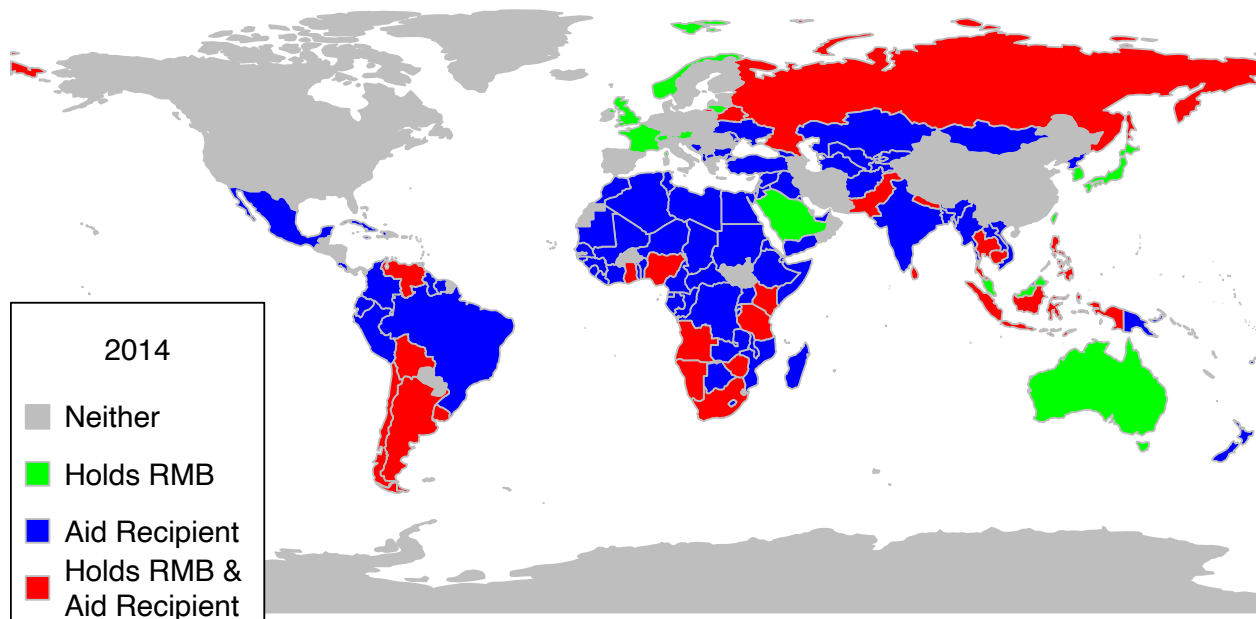 2014
Neither
Holds RMB
Aid Recipient
Holds RMB &
Aid Recipient